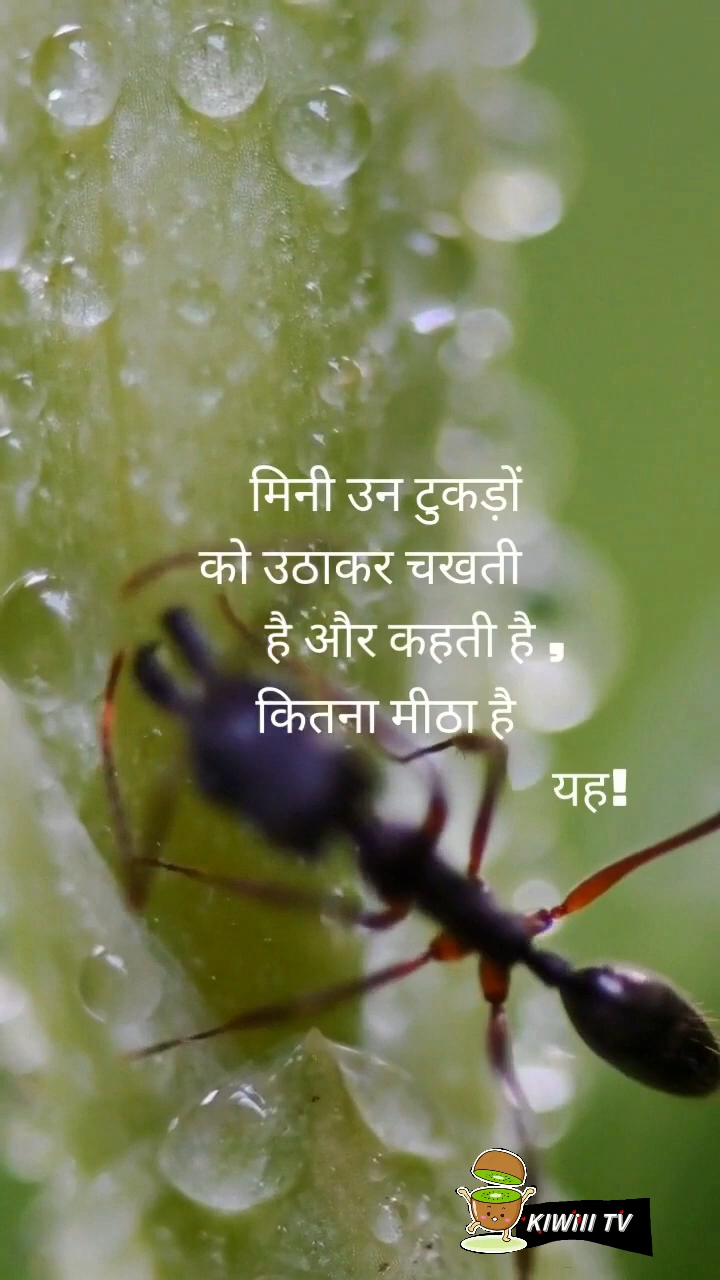 मिनी उन टुकड़ों
को उठाकर चखती
है और कहती है ,
कितना मीठा है
यह!
KIWIII TV